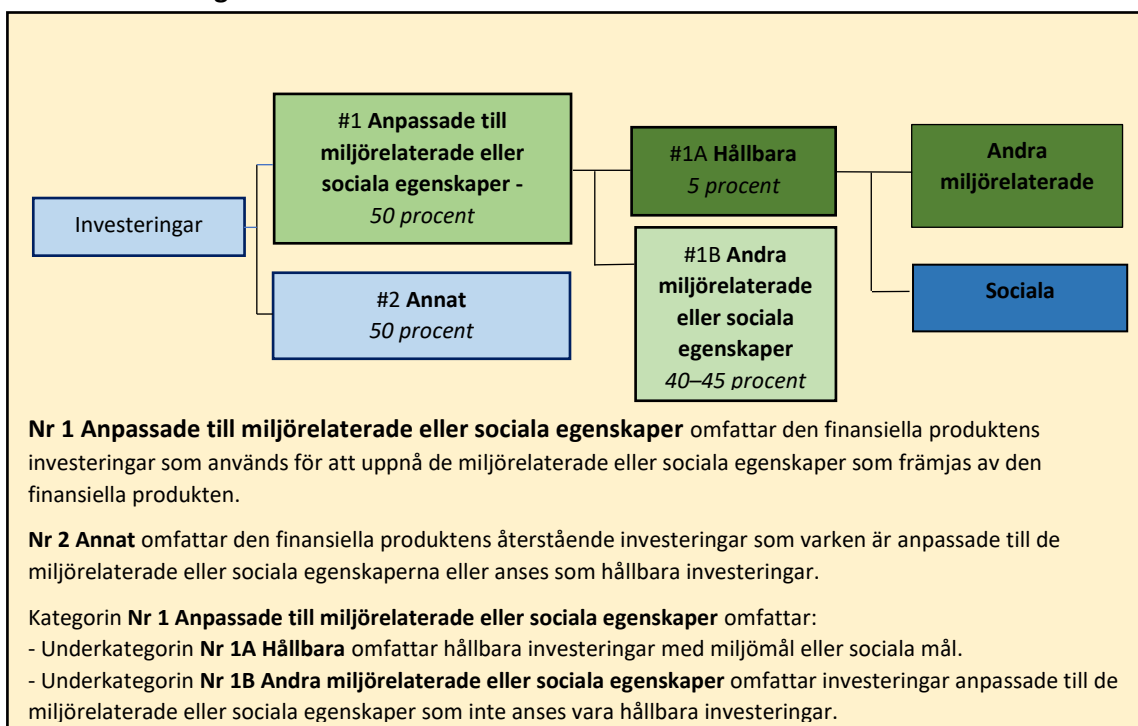 #1 Anpassade till
miljörelaterade eller
sociala egenskaper -
50 procent
#1A Hållbara
5 procent
Andra
miljörelaterade
Investeringar
#1B Andra
miljörelaterade
eller sociala
egenskaper
40–45 procent
#2 Annat
50 procent
Sociala
Nr 1 Anpassade till miljörelaterade eller sociala egenskaper omfattar den finansiella produktens
investeringar som används för att uppnå de miljörelaterade eller sociala egenskaper som främjas av den
finansiella produkten.
Nr 2 Annat omfattar den finansiella produktens återstående investeringar som varken är anpassade till de
miljörelaterade eller sociala egenskaperna eller anses som hållbara investeringar.
Kategorin Nr 1 Anpassade till miljörelaterade eller sociala egenskaper omfattar:
- Underkategorin Nr 1A Hållbara omfattar hållbara investeringar med miljömål eller sociala mål.
- Underkategorin Nr 1B Andra miljörelaterade eller sociala egenskaper omfattar investeringar anpassade till de
miljörelaterade eller sociala egenskaper som inte anses vara hållbara investeringar.